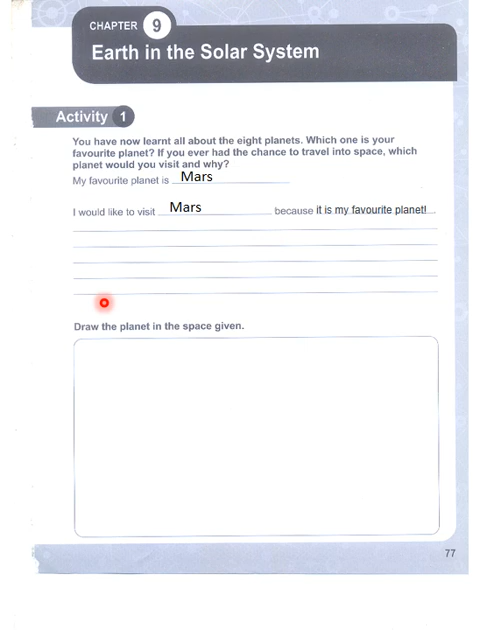 CHAPTER 9
Earth in the Solar System
Activity 1
You have now learnt all about the eight planets. Which one is your
favourite planet? If you ever had the chance to travel into space, which
planet would you visit and why?
My favourite planet is Mars
I would like to visit Mars because it is my favourite planet!
Draw the planet in the space given.
77